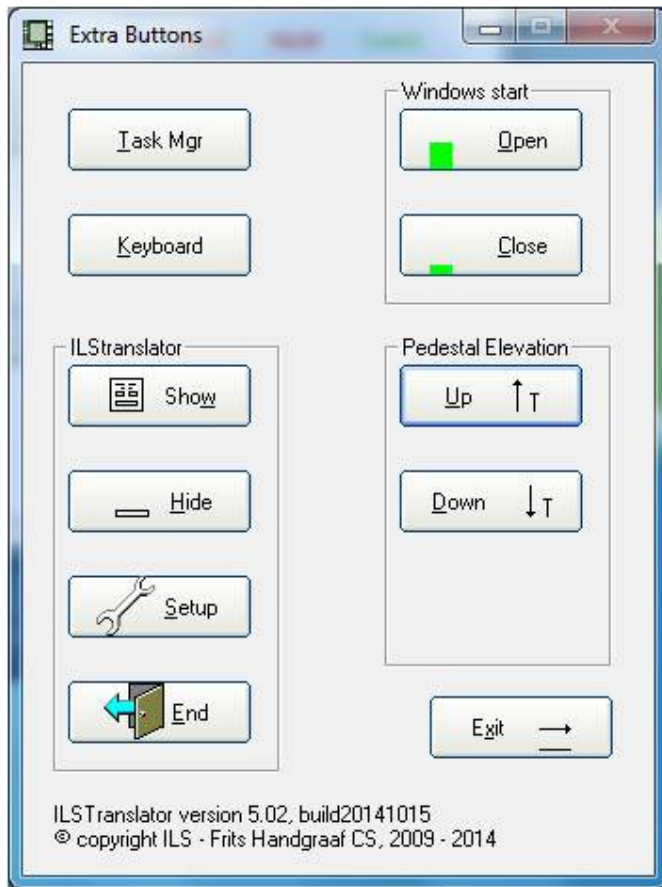 Extra Buttons
Task Mgr
Keyboard
Windows start
Open
Close
ILStranslator
Show
Hide
Setup
End
Pedestal Elevation
Up T
Down T
Exit
ILSTranslator version 5.02, build20141015
© copyright ILS - Frits Handgraaf CS, 2009 - 2014